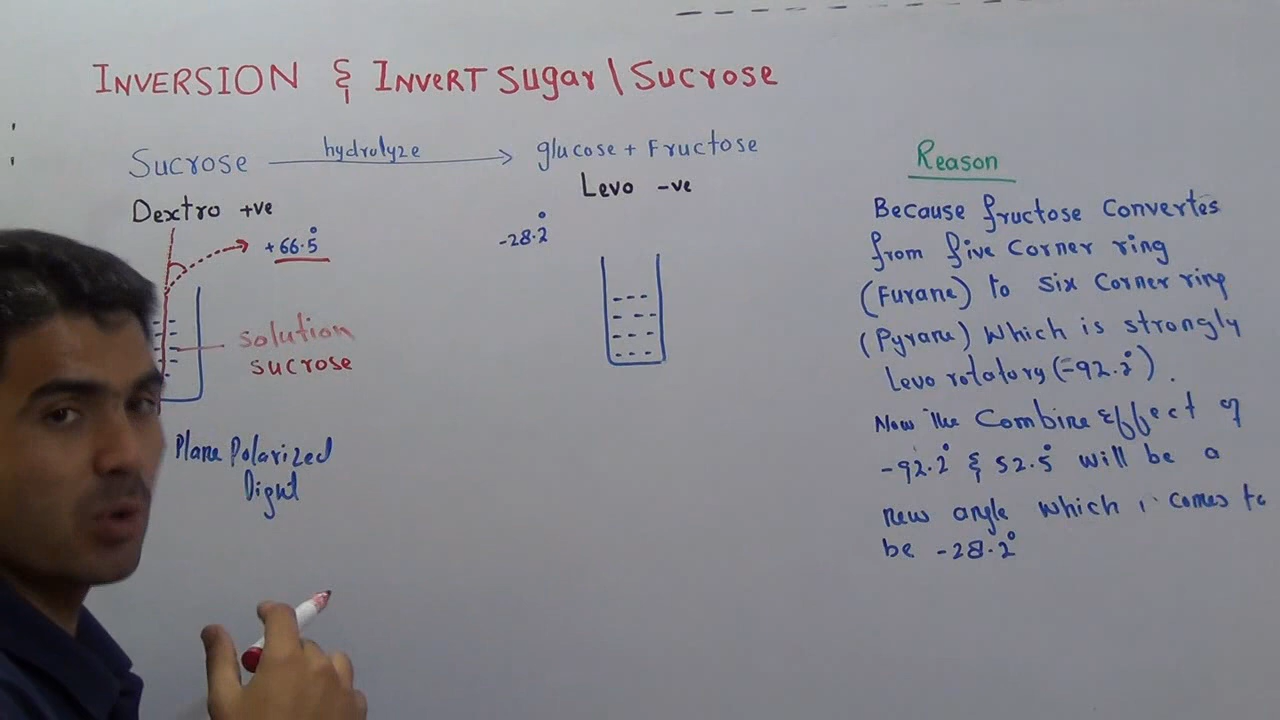 INVERSION & INVERT Sugar \ Sucrose
Sucrose hydrolyze glucose + Fructose
Dextro +ve
Levo -ve
+66.5°
-28.2°
solution
sucrose
Plane Polarized
Reason
Because fructose Convertes
from five Corner ring
(Furane) to six Corner ring
(Pyrane) Which is strongly
Levo rotatory (-92.2°).
Now the Combine Effect of
-92.2° & 52.5° will be a
new angle which comes to
be -28.2°